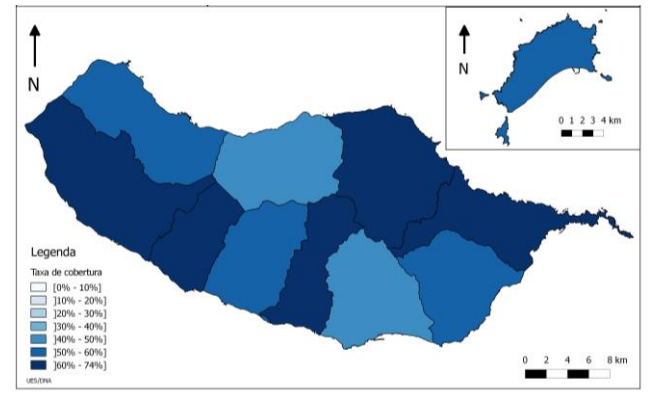 N
N
0 1 2 3 4 km
Legenda
Taxa de cobertura
[0% - 10%]
]10% - 20%]
]20% - 30%]
]30% - 40%]
]40% - 50%]
]50% - 60%]
]60% - 74%]
UES/DNA
0 2 4 6 8 km